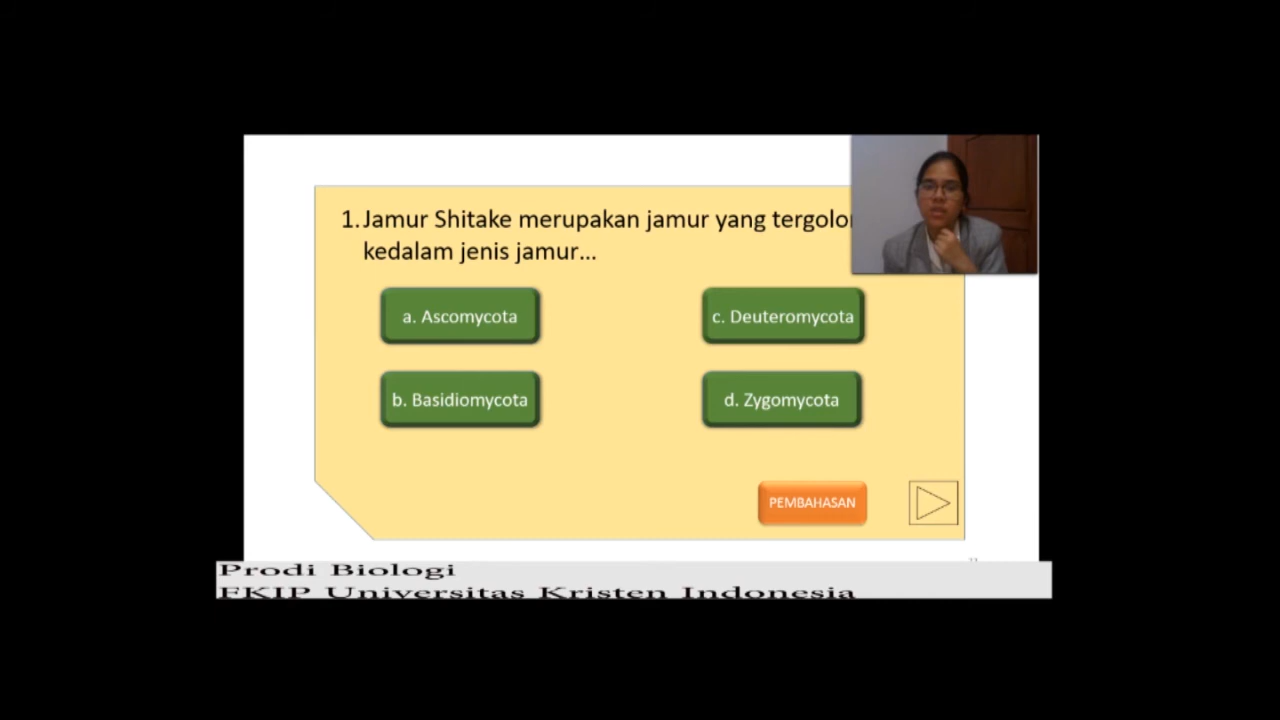 1. Jamur Shitake merupakan jamur yang
kedalam jenis jamur...
a. Ascomycota
c. Deuteromycota
b. Basidiomycota
d. Zygomycota
PEMBAHASAN
Prodi Biologi
FKIP Universitas Kristen Indonesia